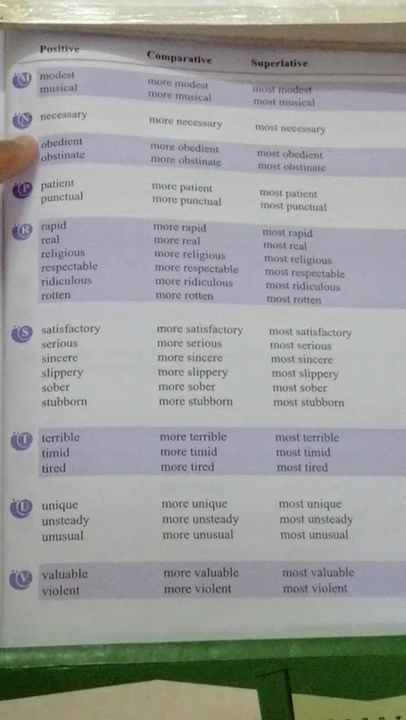 Positive Comparative Superlative
M modest more modest most modest
musical more musical most musical
N necessary more necessary most necessary
obedient more obedient most obedient
obstinate more obstinate most obstinate
P patient more patient most patient
punctual more punctual most punctual
R rapid more rapid most rapid
real more real most real
religious more religious most religious
respectable more respectable most respectable
ridiculous more ridiculous most ridiculous
rotten more rotten most rotten
S satisfactory more satisfactory most satisfactory
serious more serious most serious
sincere more sincere most sincere
slippery more slippery most slippery
sober more sober most sober
stubborn more stubborn most stubborn
T terrible more terrible most terrible
timid more timid most timid
tired more tired most tired
U unique more unique most unique
unsteady more unsteady most unsteady
unusual more unusual most unusual
V valuable more valuable most valuable
violent more violent most violent